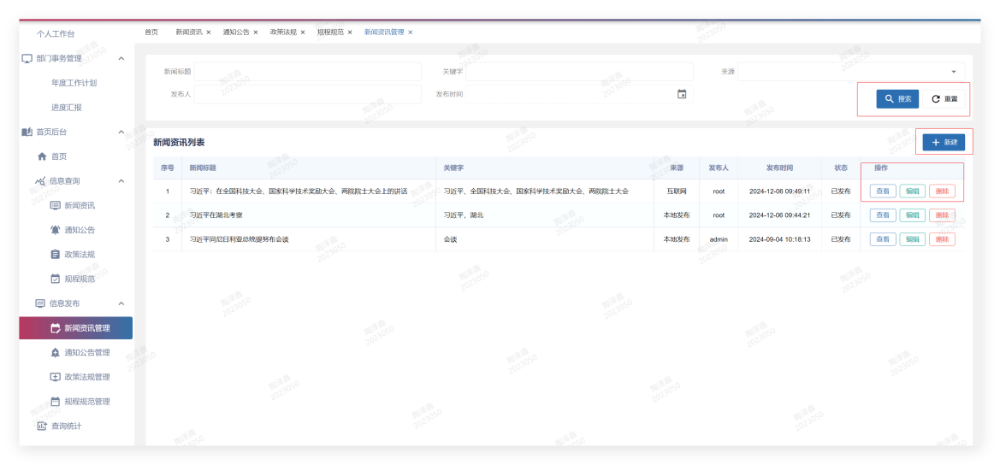 个人工作台
首页 新闻资讯 × 通知公告 × 政策法规 × 规程规范 × 新闻资讯管理 ×
部门事务管理
年度工作计划
进度汇报
首页后台
首页
信息查询
新闻资讯
通知公告
政策法规
规程规范
信息发布
新闻资讯管理
通知公告管理
政策法规管理
规程规范管理
查询统计
新闻标题 关键字 来源
发布人 发布时间 搜索 重置
新闻资讯列表 + 新建
序号 新闻标题 关键字 来源 发布人 发布时间 状态 操作
1 习近平：在全国科技大会、国家科学技术奖励大会、两院院士大会上的讲话 习近平、全国科技大会、国家科学技术奖励大会、两院院士大会 互联网 root 2024-12-06 09:49:11 已发布 查看 编辑 删除
2 习近平在湖北考察 习近平，湖北 本地发布 root 2024-12-06 09:44:21 已发布 查看 编辑 删除
3 习近平同尼日利亚总统提努布会谈 会谈 本地发布 admin 2024-09-04 10:18:13 已发布 查看 编辑 删除
2023050